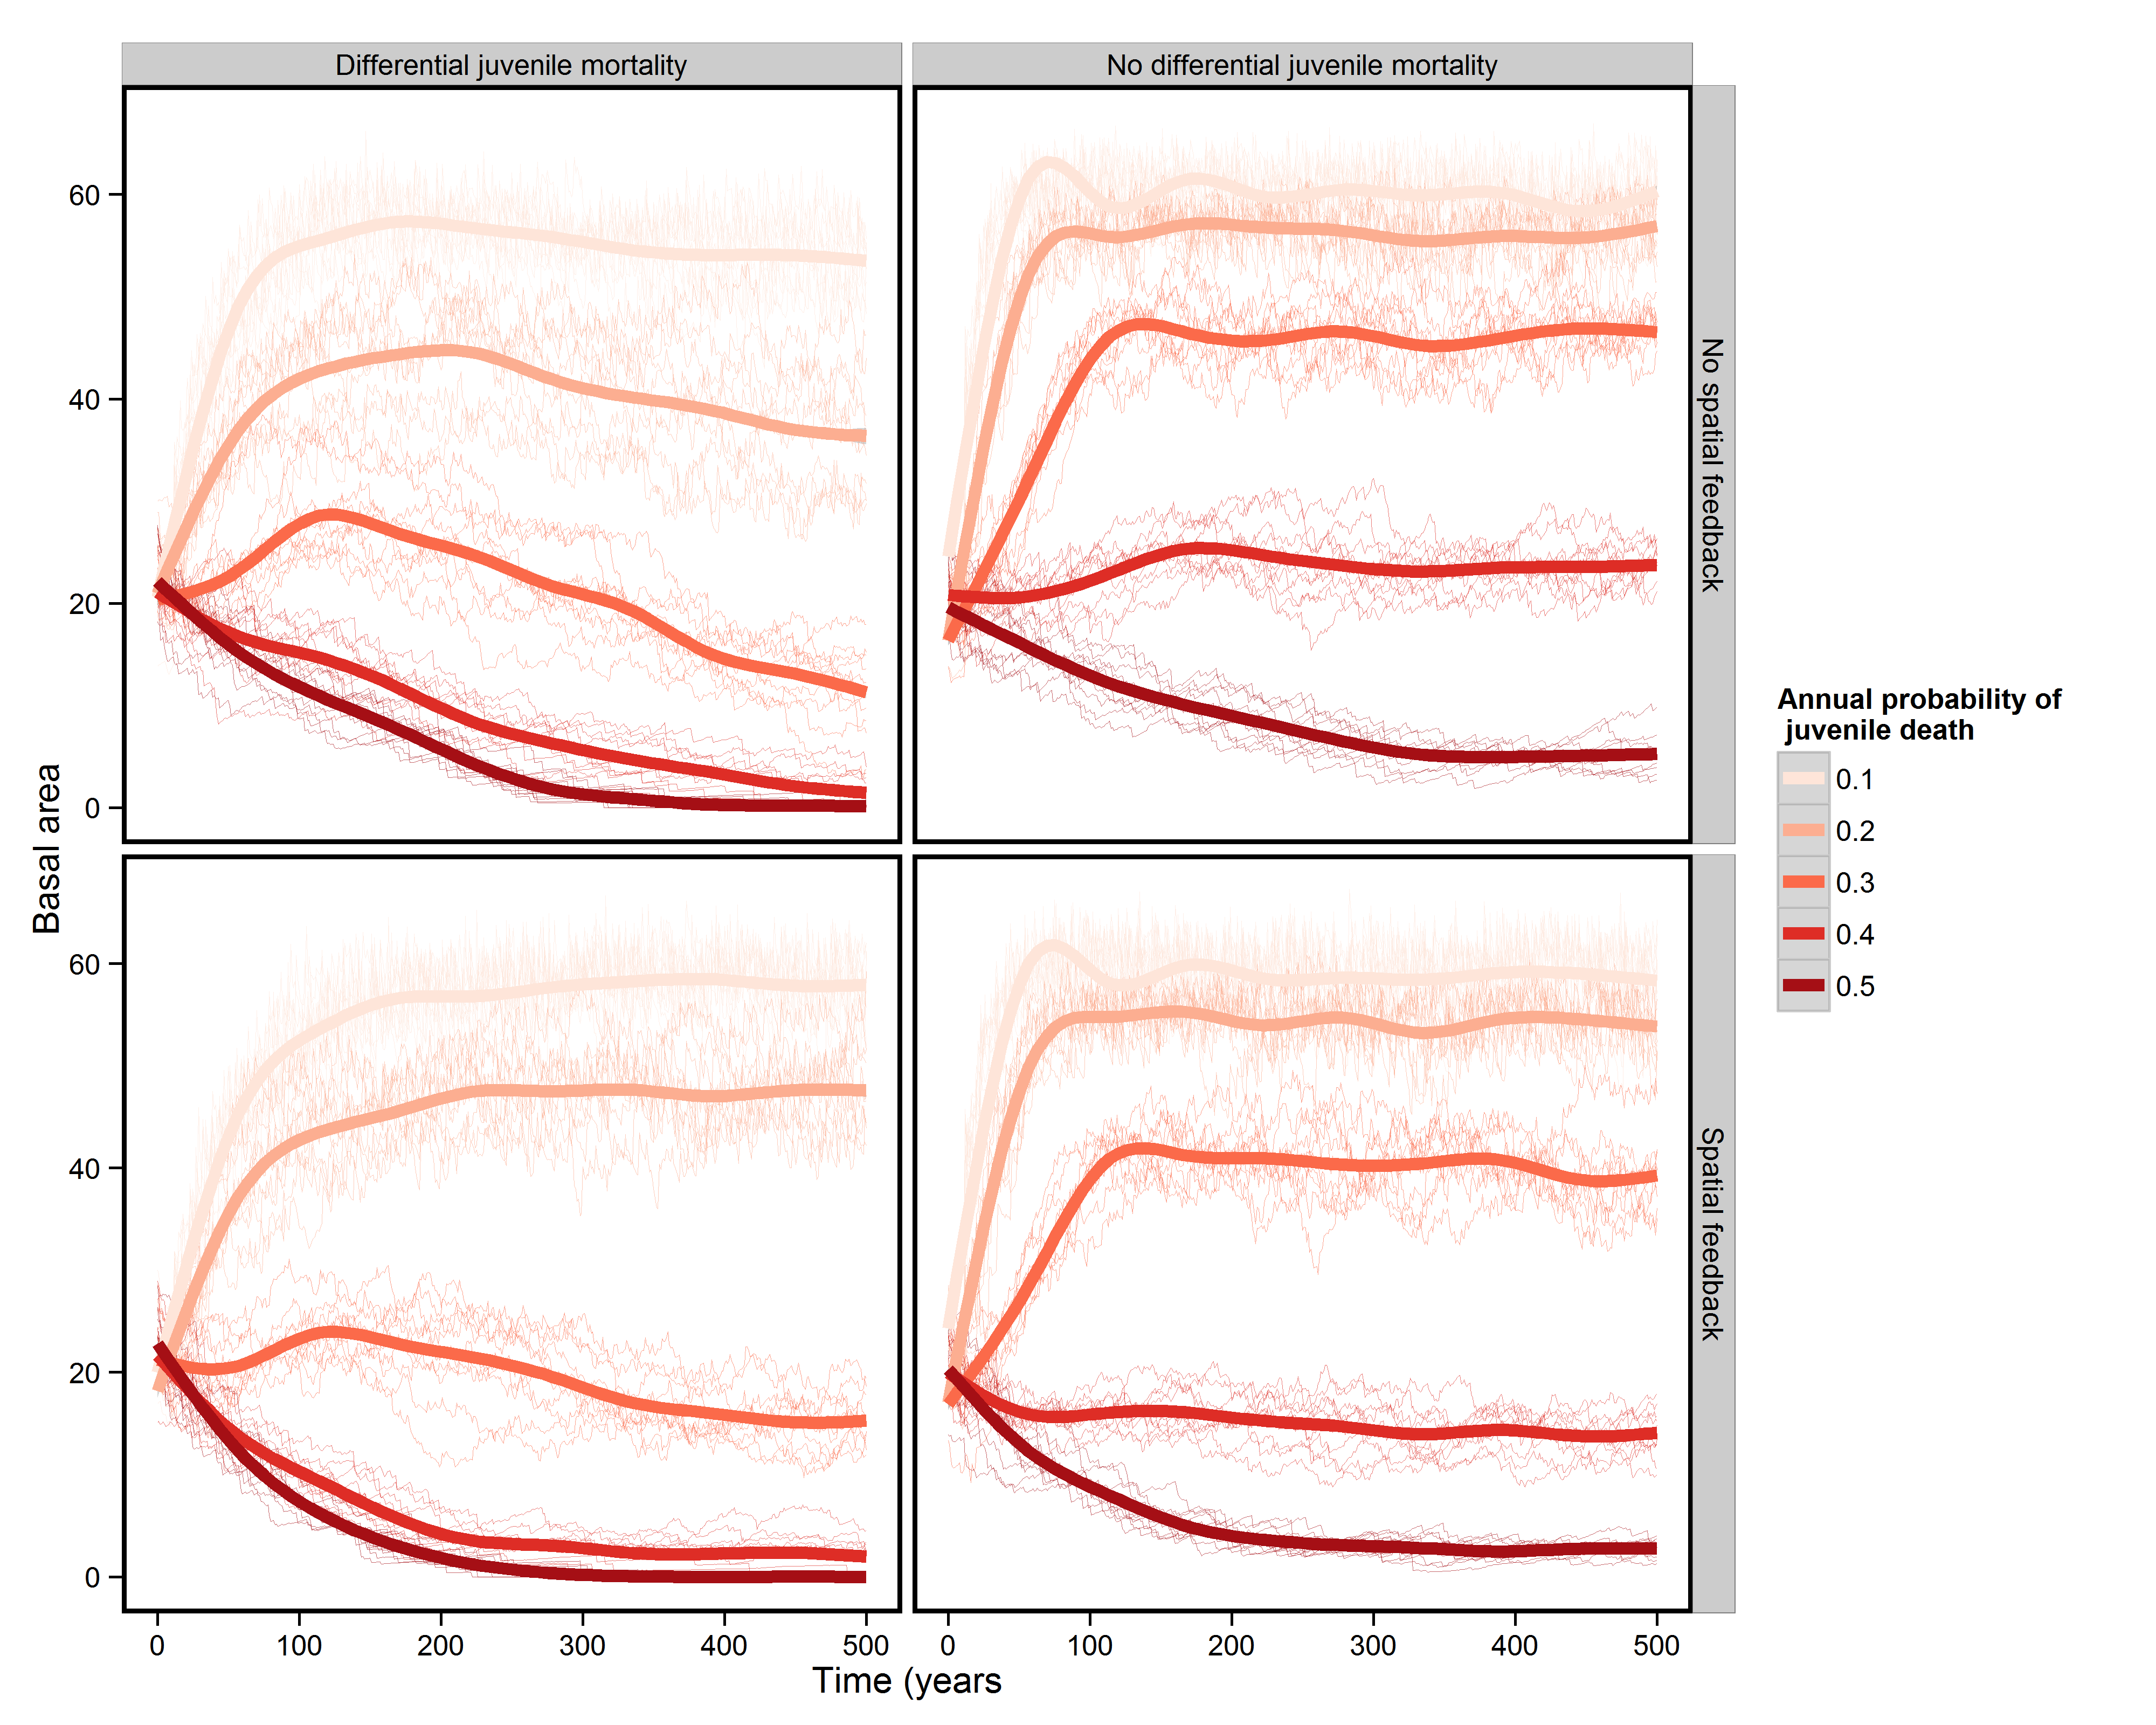 Differential juvenile mortality
No differential juvenile mortality
60
40
20
0
No spatial feedback
Basal area
60
40
20
0
Spatial feedback
0 100 200 300 400 500
0 100 200 300 400 500
Time (years
Annual probability of
juvenile death
0.1
0.2
0.3
0.4
0.5